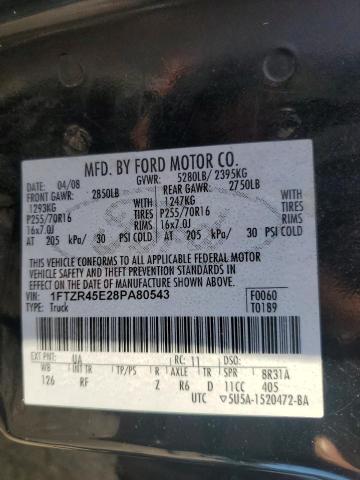 MFD. BY FORD MOTOR CO.
04/08 GVWR: 5280LB/ 2395KG
FRONT GAWR: 2850LB REAR GAWR: 2750LB
1293KG WITH 1247KG WITH
P255/70R16 TIRES P255/70R16 TIRES
16x7.0J RIMS 16x7.0J RIMS
AT 205 kPa/ 30 PSI COLD AT 205 kPa/ 30 PSI COLD
THIS VEHICLE CONFORMS TO ALL APPLICABLE FEDERAL MOTOR
VEHICLE SAFETY AND THEFT PREVENTION STANDARDS IN
EFFECT ON THE DATE OF MANUFACTURE SHOWN ABOVE.
VIN: 1FTZR45E28PA80543 F0060
TYPE: Truck T0189
EXT PNT: UA RC: 11 DSO:
WB INT TR TP/PS R AXLE TR SPR 8R31A
126 RF Z R6 D 11CC 405
UTC 5U5A-1520472-BA